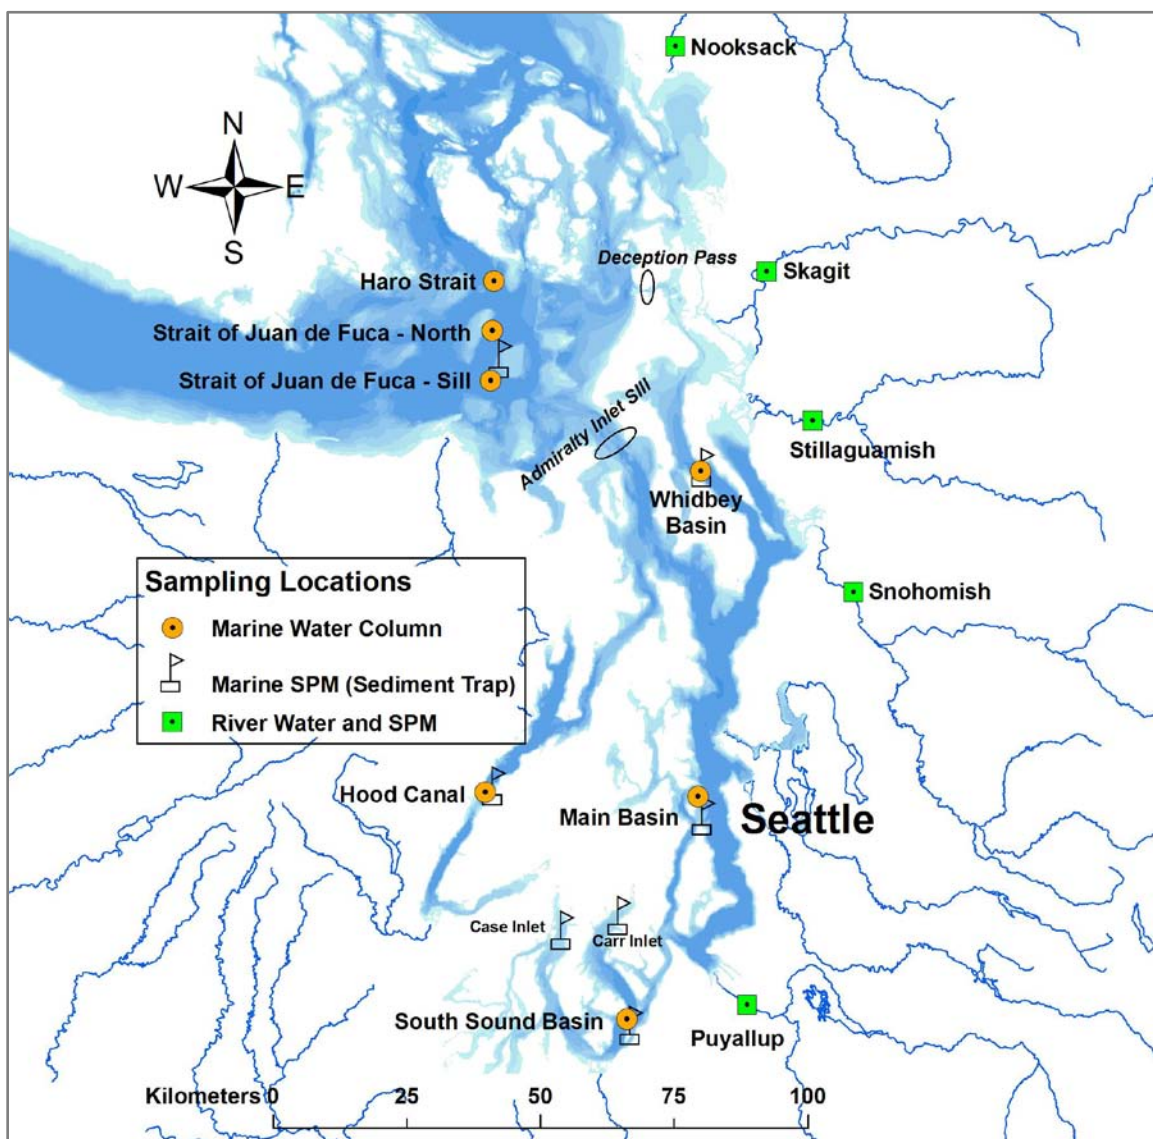 Nooksack
N
W E
S
Deception Pass
Skagit
Haro Strait
Strait of Juan de Fuca - North
Strait of Juan de Fuca - Sill
Admiralty Inlet SIll
Stillaguamish
Whidbey
Basin
Sampling Locations
Marine Water Column
Marine SPM (Sediment Trap)
River Water and SPM
Snohomish
Hood Canal
Main Basin
Seattle
Case Inlet
Carr Inlet
South Sound Basin
Puyallup
Kilometers 0 25 50 75 100